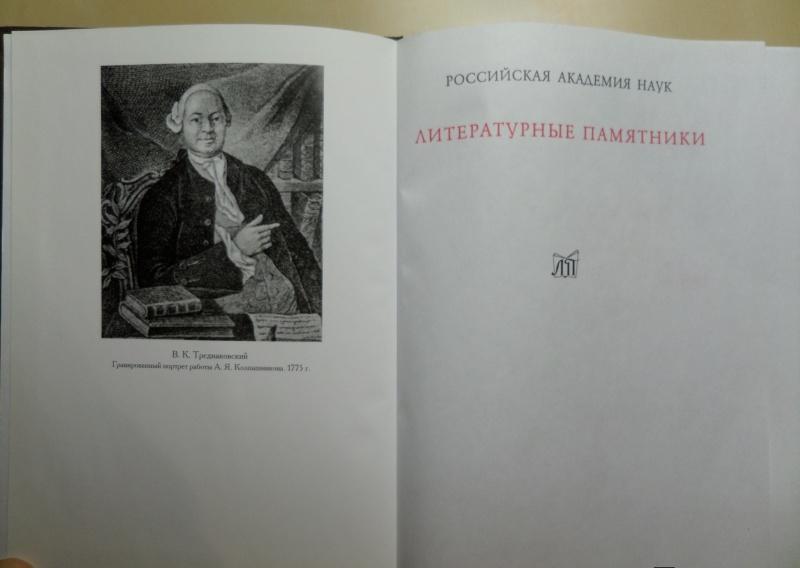 В. К. Тредиаковский
Гравированный портрет работы А. Я. Колпашникова. 1775 г.
РОССИЙСКАЯ АКАДЕМИЯ НАУК
ЛИТЕРАТУРНЫЕ ПАМЯТНИКИ
ЛП